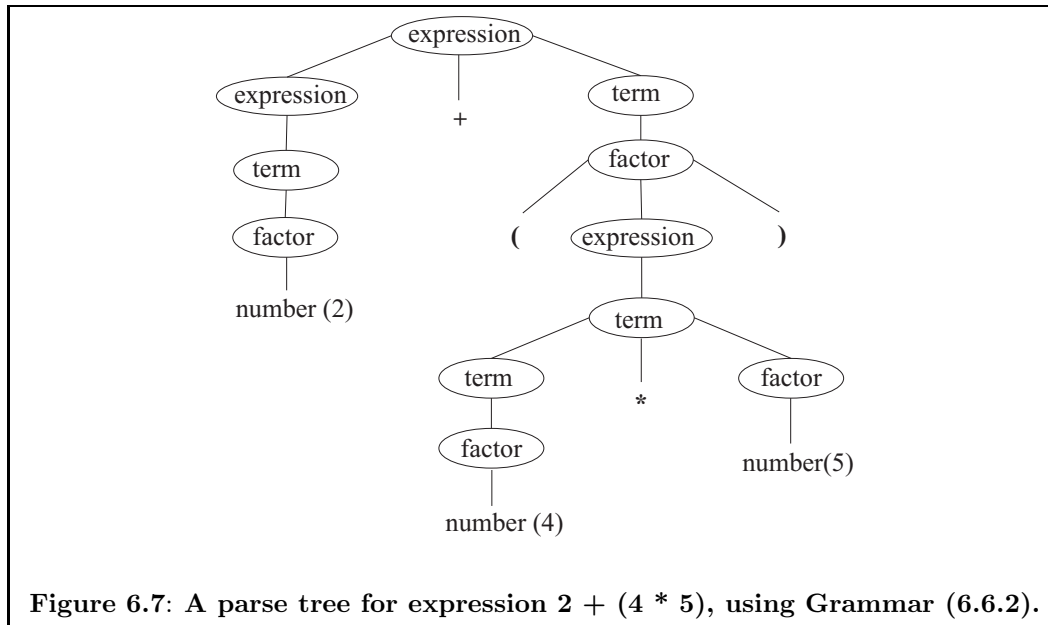 expression
expression
+
term
term
factor
factor
(
expression
)
number (2)
term
term
*
factor
factor
number(5)
number (4)
Figure 6.7: A parse tree for expression 2 + (4 * 5), using Grammar (6.6.2).